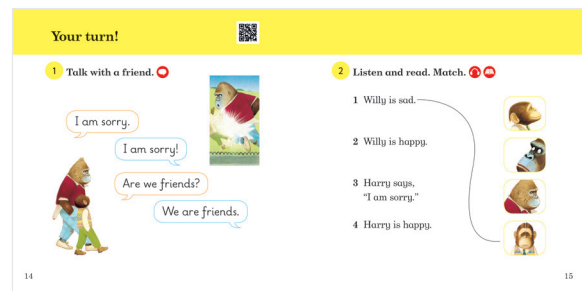 Your turn!
1 Talk with a friend.
I am sorry.
I am sorry!
Are we friends?
We are friends.
14
2 Listen and read. Match.
1 Willy is sad.
2 Willy is happy.
3 Harry says,
"I am sorry."
4 Harry is happy.
15